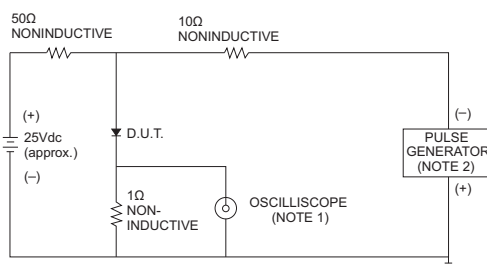 50Ω
NONINDUCTIVE
10Ω
NONINDUCTIVE
(+)
25Vdc
(approx.)
(–)
D.U.T.
1Ω
NON-
INDUCTIVE
OSCILLISCOPE
(NOTE 1)
(–)
PULSE
GENERATOR
(NOTE 2)
(+)